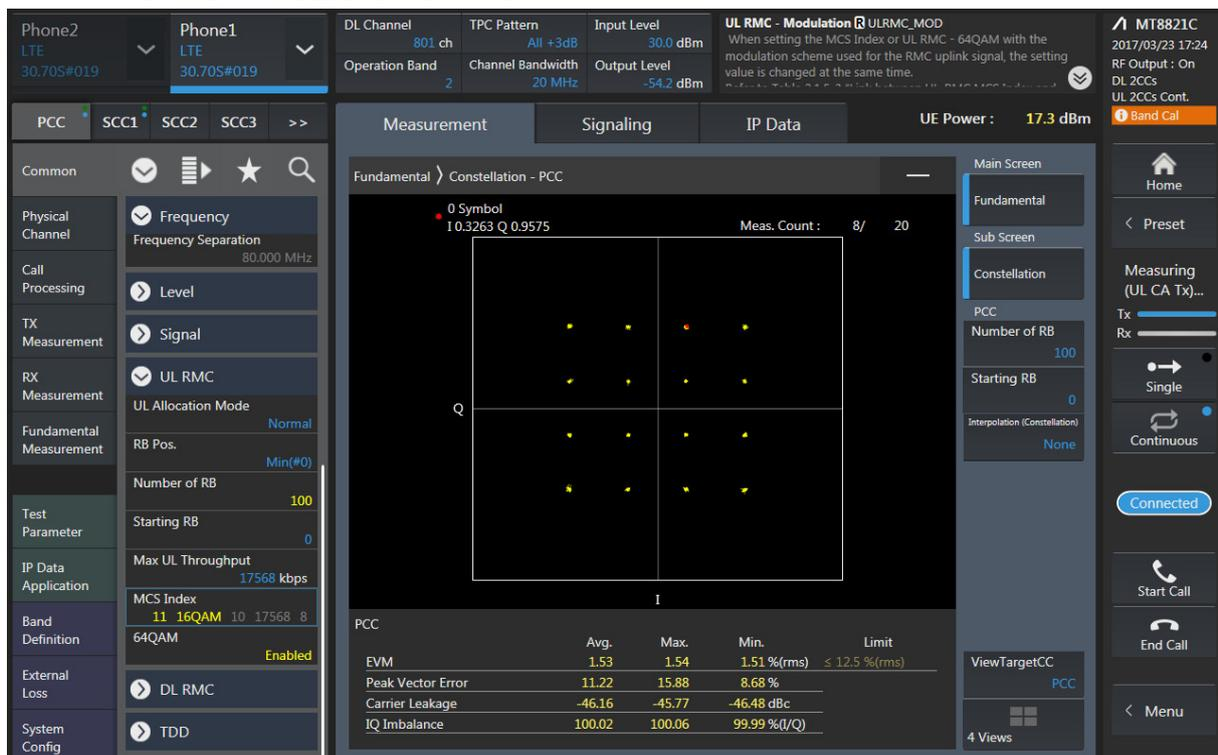 Phone2
LTE
30.70S#019
Phone1
LTE
30.70S#019
DL Channel
801 ch
Operation Band
2
TPC Pattern
All +3dB
Channel Bandwidth
20 MHz
Input Level
30.0 dBm
Output Level
-54.2 dBm
UL RMC - Modulation R ULRMC_MOD
When setting the MCS Index or UL RMC - 64QAM with the
modulation scheme used for the RMC uplink signal, the setting
value is changed at the same time.
MT8821C
2017/03/23 17:24
RF Output : On
DL 2CCs
UL 2CCs Cont.
Band Cal
PCC
SCC1
SCC2
SCC3
>>
Measurement
Signaling
IP Data
UE Power : 17.3 dBm
Common
Physical
Channel
Call
Processing
TX
Measurement
RX
Measurement
Fundamental
Measurement
Test
Parameter
IP Data
Application
Band
Definition
External
Loss
System
Config
Frequency
Frequency Separation
80.000 MHz
Level
Signal
UL RMC
UL Allocation Mode
Normal
RB Pos.
Min(#0)
Number of RB
100
Starting RB
0
Max UL Throughput
17568 kbps
MCS Index
11 16QAM 10 17568 8
64QAM
Enabled
DL RMC
TDD
Fundamental 〉 Constellation - PCC
0 Symbol
I 0.3263 Q 0.9575
Meas. Count : 8/ 20
Q
I
PCC
Avg. Max. Min. Limit
EVM 1.53 1.54 1.51 %(rms) ≤ 12.5 %(rms)
Peak Vector Error 11.22 15.88 8.68 %
Carrier Leakage -46.16 -45.77 -46.48 dBc
IQ Imbalance 100.02 100.06 99.99 %(I/Q)
Main Screen
Fundamental
Sub Screen
Constellation
PCC
Number of RB
100
Starting RB
0
Interpolation (Constellation)
None
ViewTargetCC
PCC
4 Views
Home
< Preset
Measuring
(UL CA Tx)...
Tx
Rx
Single
Continuous
Connected
Start Call
End Call
< Menu